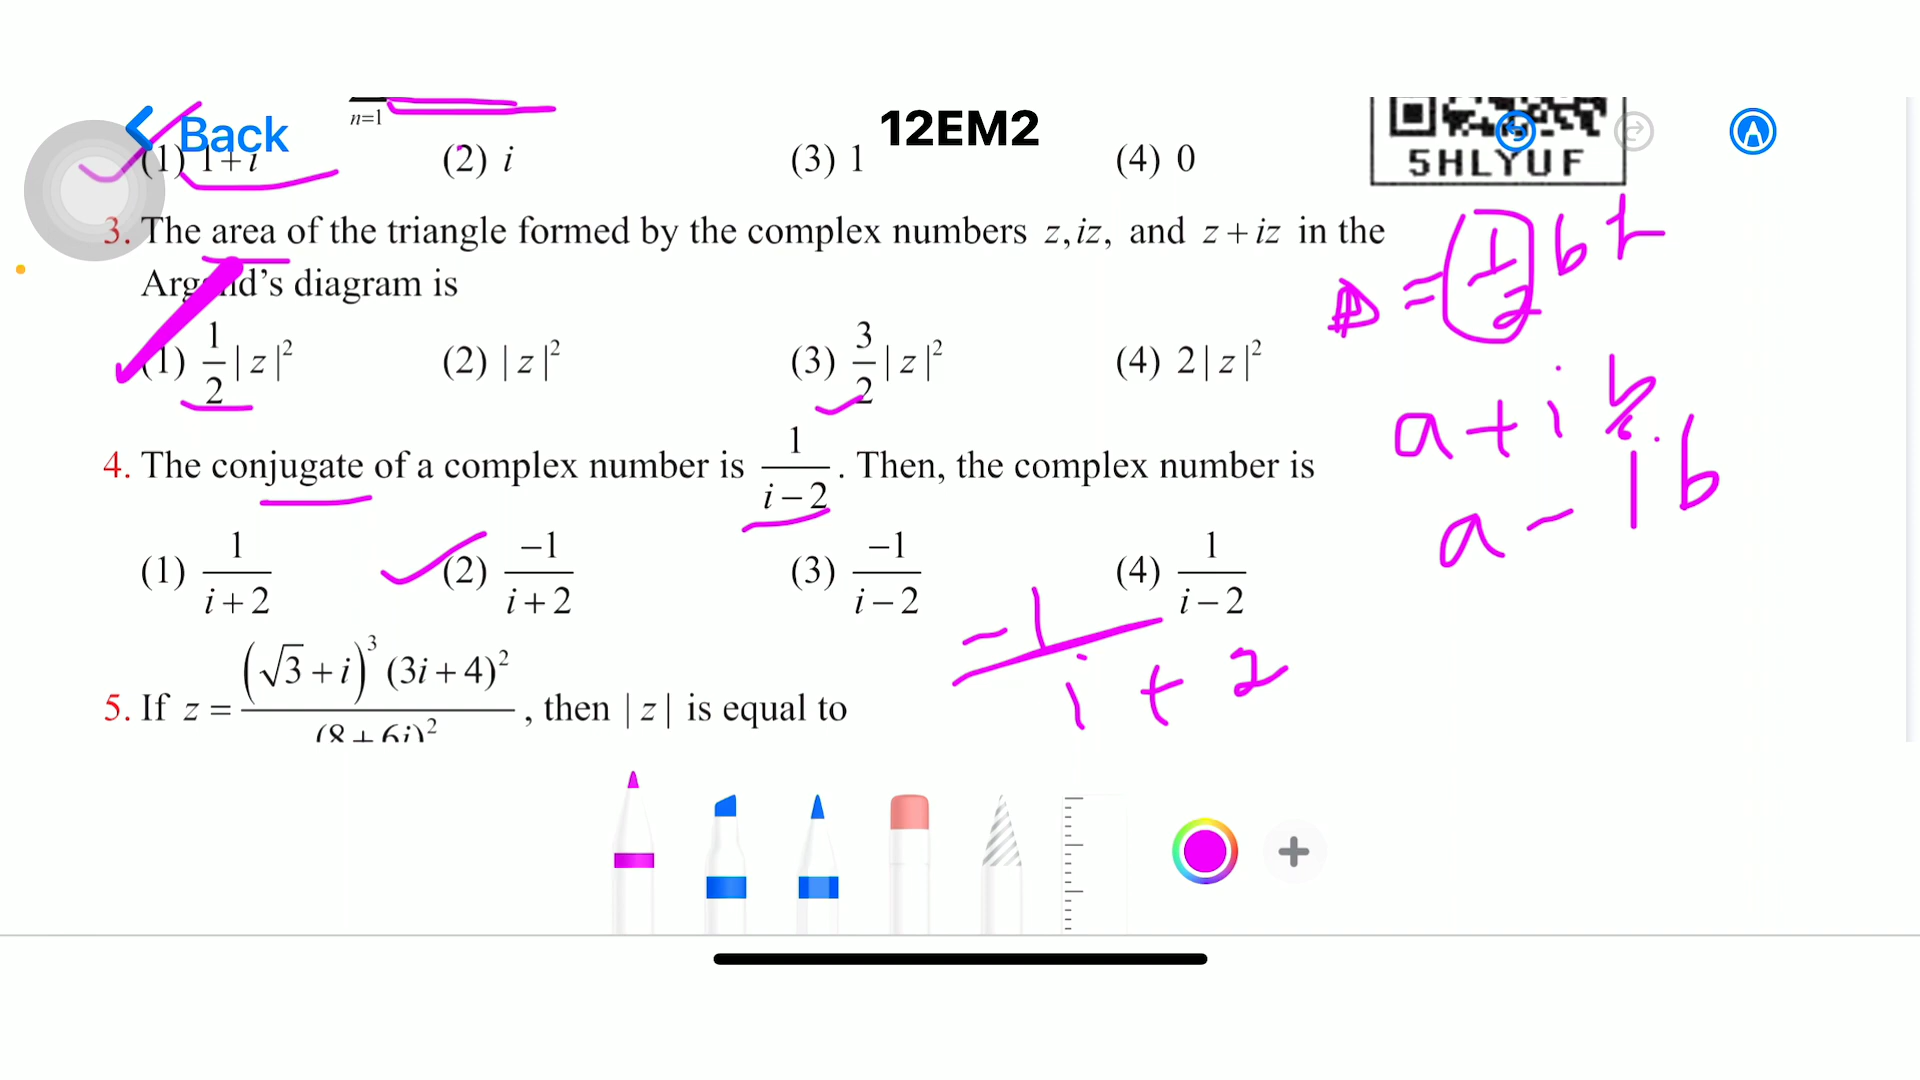 n=1
Back
12EM2
(1) 1+i (2) i (3) 1 (4) 0
5HLYUF
3. The area of the triangle formed by the complex numbers z, iz, and z+iz in the
Argand's diagram is
= 1/2 b h
(1) 1/2 |z|² (2) |z|² (3) 3/2 |z|² (4) 2|z|²
a + i b
4. The conjugate of a complex number is 1/(i−2). Then, the complex number is
a − i b
(1) 1/(i+2) (2) −1/(i+2) (3) −1/(i−2) (4) 1/(i−2)
−1/(i + 2)
5. If z = (√3+i)³(3i+4)²/(8+6i)², then |z| is equal to